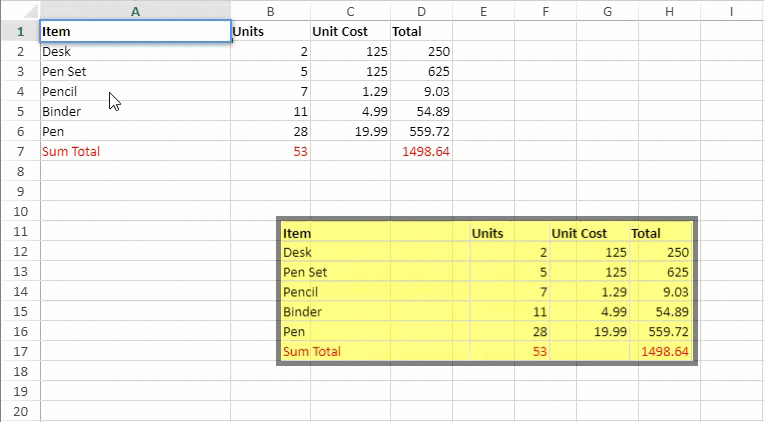 A B C D E F G H I
1 Item Units Unit Cost Total
2 Desk 2 125 250
3 Pen Set 5 125 625
4 Pencil 7 1.29 9.03
5 Binder 11 4.99 54.89
6 Pen 28 19.99 559.72
7 Sum Total 53 1498.64
8
9
10
11 Item Units Unit Cost Total
12 Desk 2 125 250
13 Pen Set 5 125 625
14 Pencil 7 1.29 9.03
15 Binder 11 4.99 54.89
16 Pen 28 19.99 559.72
17 Sum Total 53 1498.64
18
19
20